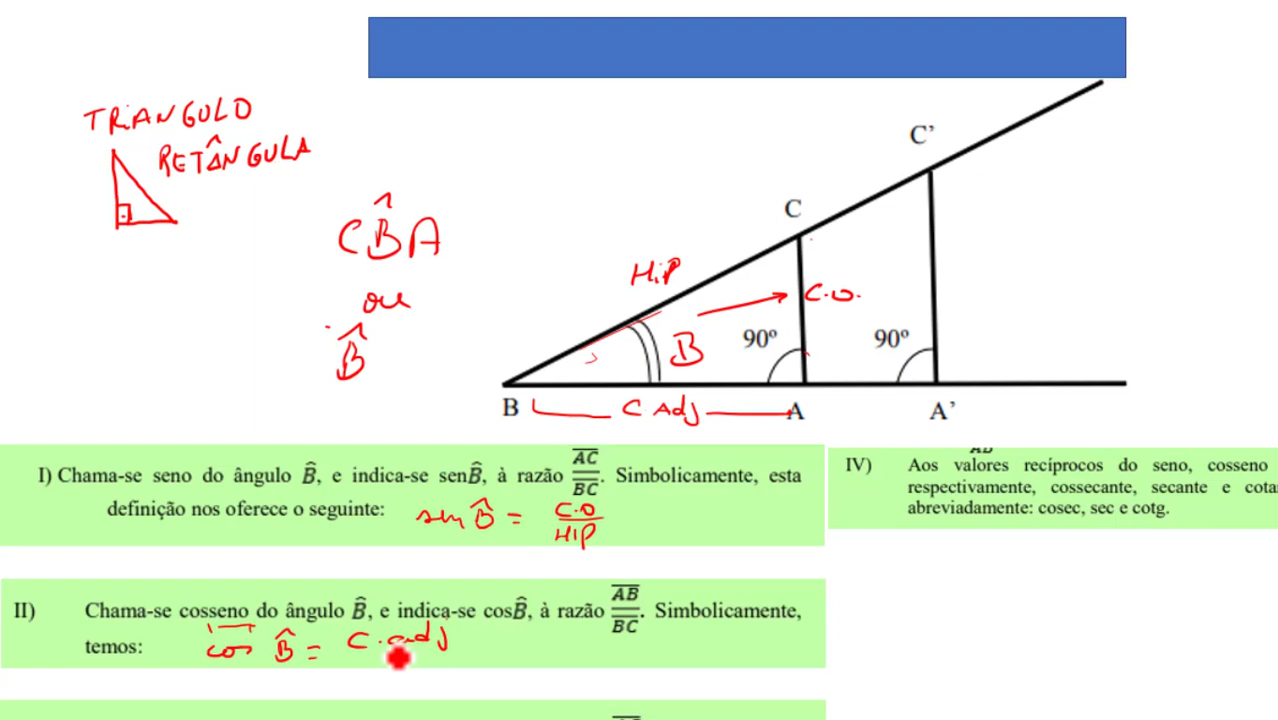 TRIANGULO
RETÂNGULA
CB̂A
ou
B̂
C'
C
Hip
C.O.
B
90º
90º
B
C Adj
A
A'
I) Chama-se seno do ângulo B̂, e indica-se senB̂, à razão AC/BC. Simbolicamente, esta
definição nos oferece o seguinte:
sen B̂ = C.O/HIP
II) Chama-se cosseno do ângulo B̂, e indica-se cosB̂, à razão AB/BC. Simbolicamente,
temos:
cos B̂ = C.adj
IV) Aos valores recíprocos do seno, cosseno
respectivamente, cossecante, secante e cota
abreviadamente: cosec, sec e cotg.